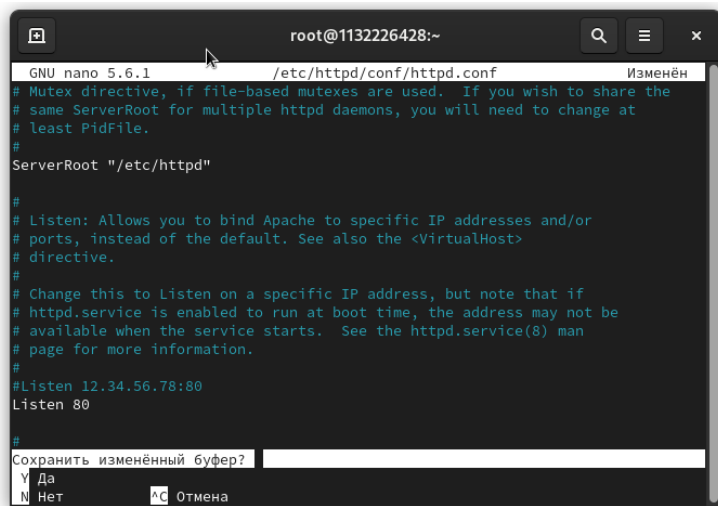 root@1132226428:~
GNU nano 5.6.1 /etc/httpd/conf/httpd.conf Изменён
# Mutex directive, if file-based mutexes are used.  If you wish to share the
# same ServerRoot for multiple httpd daemons, you will need to change at
# least PidFile.
#
ServerRoot "/etc/httpd"
#
# Listen: Allows you to bind Apache to specific IP addresses and/or
# ports, instead of the default. See also the <VirtualHost>
# directive.
#
# Change this to Listen on a specific IP address, but note that if
# httpd.service is enabled to run at boot time, the address may not be
# available when the service starts.  See the httpd.service(8) man
# page for more information.
#
#Listen 12.34.56.78:80
Listen 80
#
Сохранить изменённый буфер?
Y Да
N Нет ^C Отмена